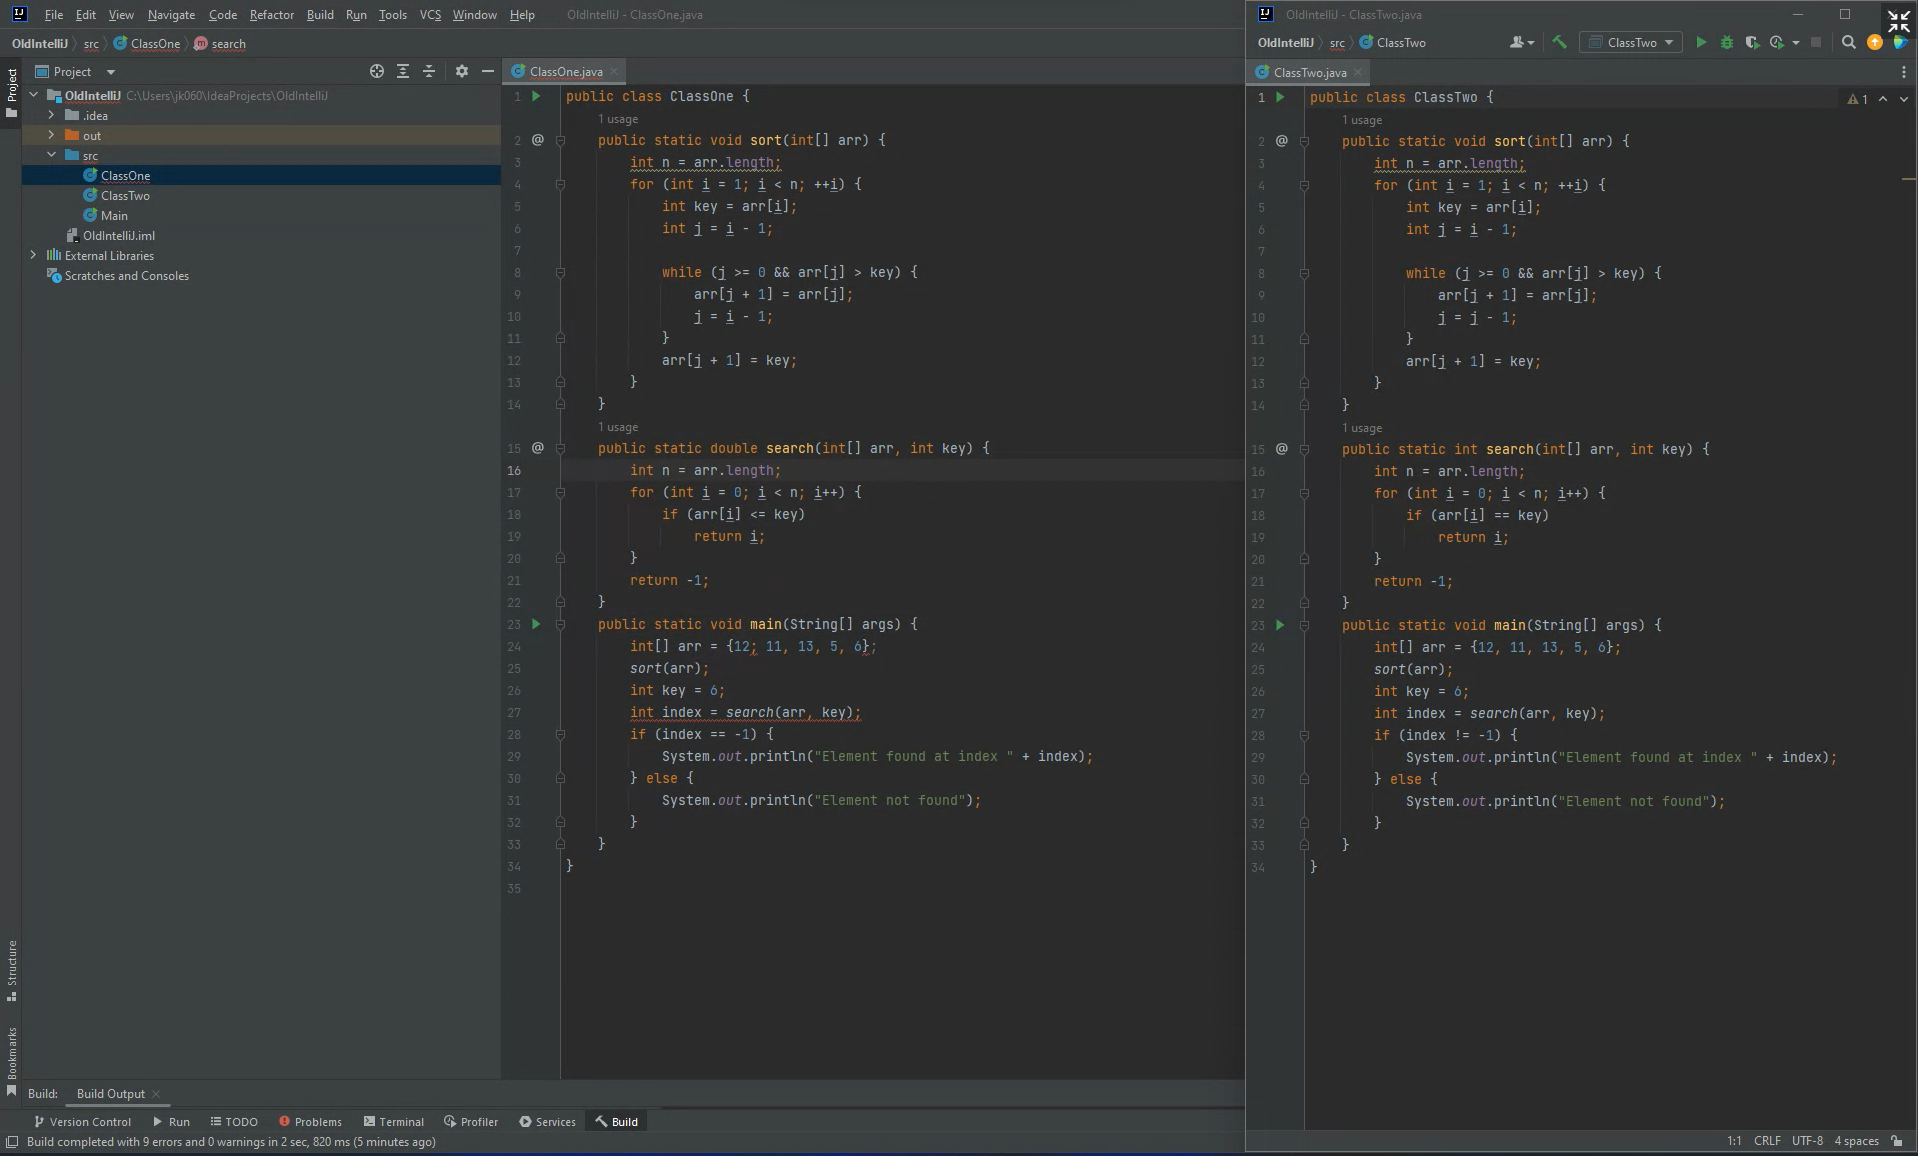 File Edit View Navigate Code Refactor Build Run Tools VCS Window Help OldIntelliJ - ClassOne.java
OldIntelliJ src ClassOne search
Project
OldIntelliJ C:\Users\jk060\IdeaProjects\OldIntelliJ
.idea
out
src
ClassOne
ClassTwo
Main
OldIntelliJ.iml
External Libraries
Scratches and Consoles
Project
Structure
Bookmarks
ClassOne.java
1 public class ClassOne {
1 usage
2 @ public static void sort(int[] arr) {
3 int n = arr.length;
4 for (int i = 1; i < n; ++i) {
5 int key = arr[i];
6 int j = i - 1;
7
8 while (j >= 0 && arr[j] > key) {
9 arr[j + 1] = arr[j];
10 j = i - 1;
11 }
12 arr[j + 1] = key;
13 }
14 }
1 usage
15 @ public static double search(int[] arr, int key) {
16 int n = arr.length;
17 for (int i = 0; i < n; i++) {
18 if (arr[i] <= key)
19 return i;
20 }
21 return -1;
22 }
23 public static void main(String[] args) {
24 int[] arr = {12; 11, 13, 5, 6};
25 sort(arr);
26 int key = 6;
27 int index = search(arr, key);
28 if (index == -1) {
29 System.out.println("Element found at index " + index);
30 } else {
31 System.out.println("Element not found");
32 }
33 }
34 }
35
OldIntelliJ - ClassTwo.java
OldIntelliJ src ClassTwo ClassTwo
ClassTwo.java
1 public class ClassTwo { 1
1 usage
2 @ public static void sort(int[] arr) {
3 int n = arr.length;
4 for (int i = 1; i < n; ++i) {
5 int key = arr[i];
6 int j = i - 1;
7
8 while (j >= 0 && arr[j] > key) {
9 arr[j + 1] = arr[j];
10 j = j - 1;
11 }
12 arr[j + 1] = key;
13 }
14 }
1 usage
15 @ public static int search(int[] arr, int key) {
16 int n = arr.length;
17 for (int i = 0; i < n; i++) {
18 if (arr[i] == key)
19 return i;
20 }
21 return -1;
22 }
23 public static void main(String[] args) {
24 int[] arr = {12, 11, 13, 5, 6};
25 sort(arr);
26 int key = 6;
27 int index = search(arr, key);
28 if (index != -1) {
29 System.out.println("Element found at index " + index);
30 } else {
31 System.out.println("Element not found");
32 }
33 }
34 }
Build: Build Output
Version Control Run TODO Problems Terminal Profiler Services Build
Build completed with 9 errors and 0 warnings in 2 sec, 820 ms (5 minutes ago)
1:1 CRLF UTF-8 4 spaces